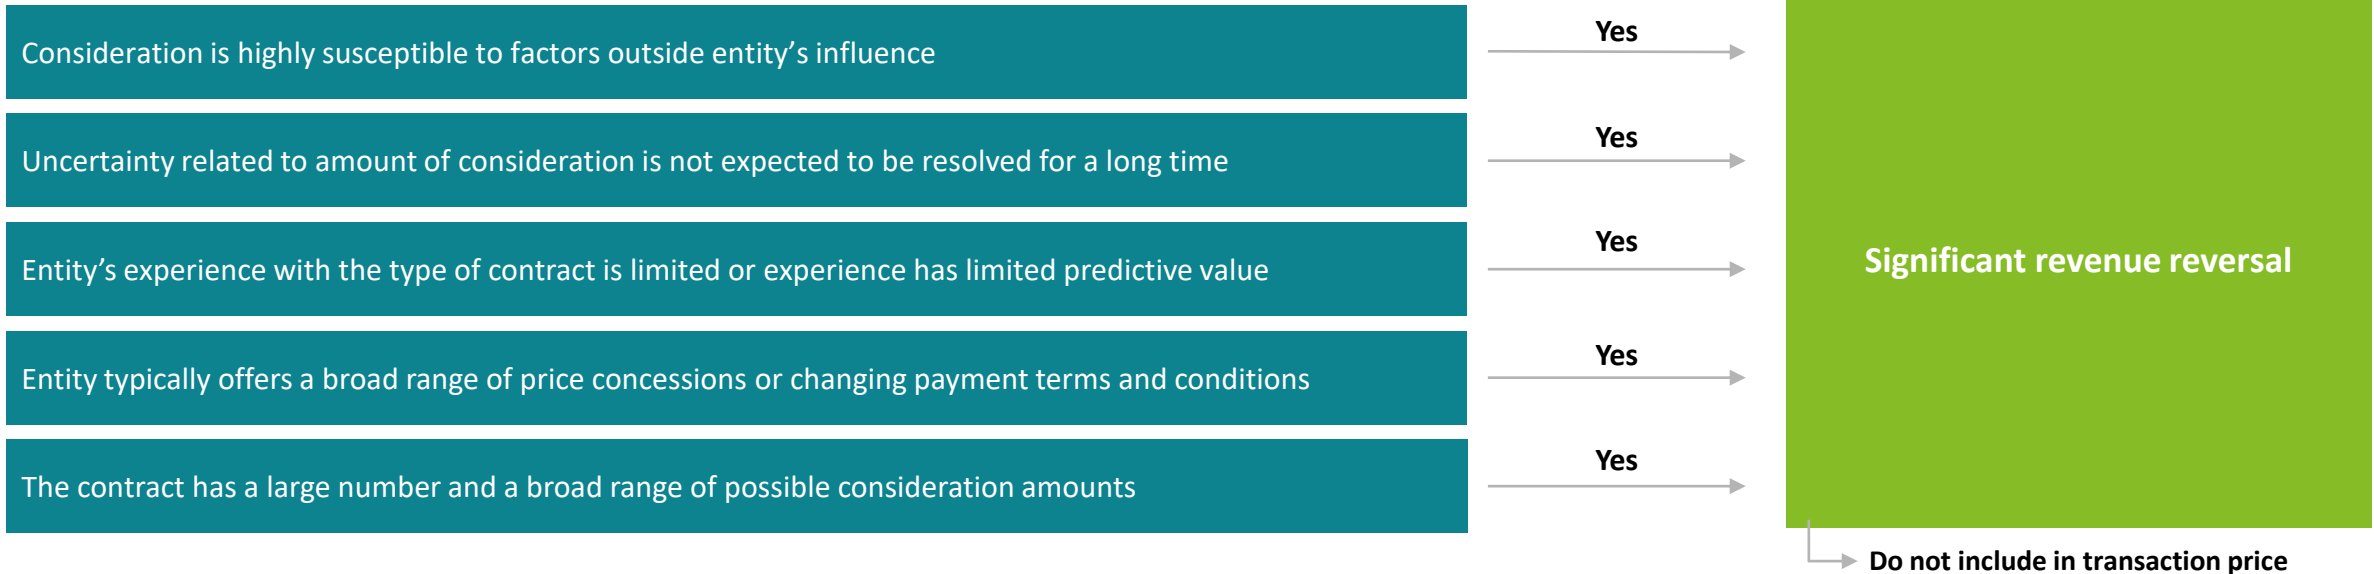 Consideration is highly susceptible to factors outside entity’s influence
Yes
Uncertainty related to amount of consideration is not expected to be resolved for a long time
Yes
Entity’s experience with the type of contract is limited or experience has limited predictive value
Yes
Significant revenue reversal
Entity typically offers a broad range of price concessions or changing payment terms and conditions
Yes
The contract has a large number and a broad range of possible consideration amounts
Yes
Do not include in transaction price